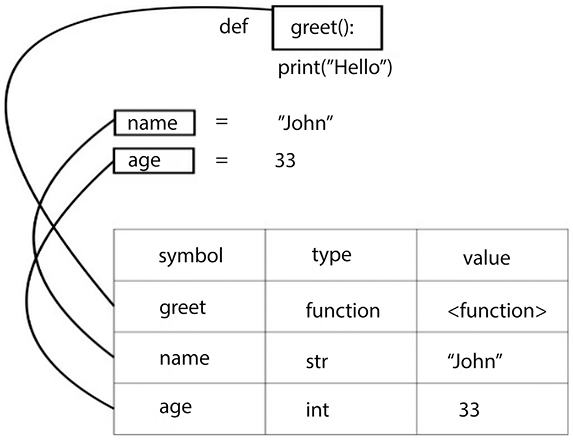 def greet():
print(”Hello”)
name = ”John”
age = 33
symbol type value
greet function <function>
name str “John”
age int 33